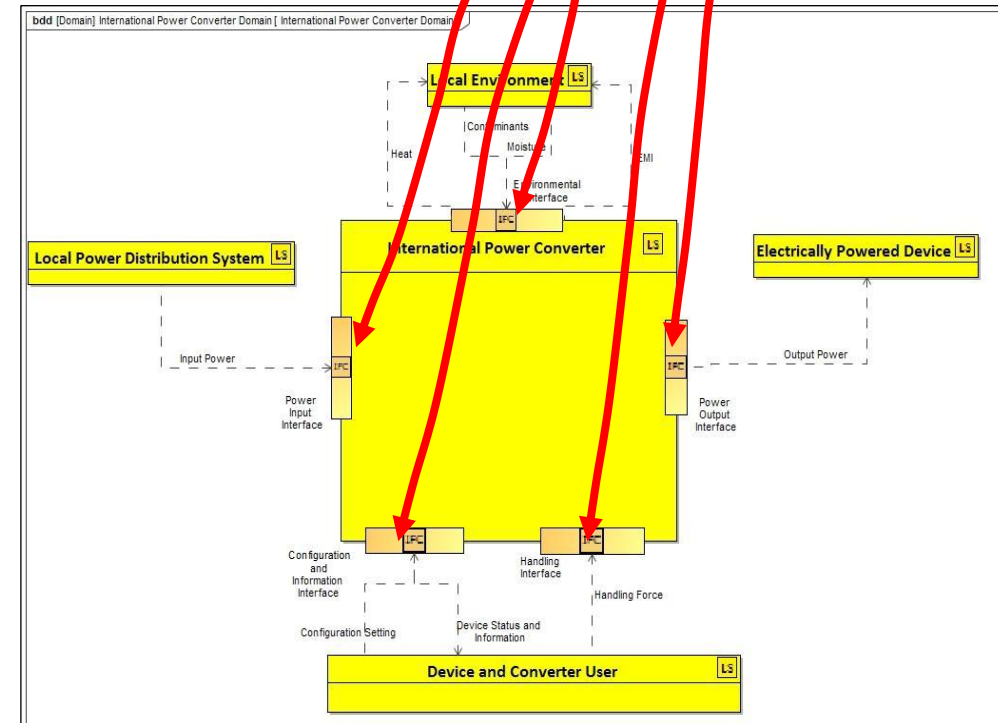 bdd [Domain] International Power Converter Domain [ International Power Converter Domain
Local Environment LS
Contaminants
Moisture
Heat
EMI
Environmental
Interface
IFC
International Power Converter LS
Local Power Distribution System LS
Electrically Powered Device LS
Input Power
IFC
IFC
Output Power
Power
Input
Interface
Power
Output
Interface
IFC
IFC
Configuration
and
Information
Interface
Handling
Interface
Handling Force
Configuration Setting
Device Status and
Information
Device and Converter User LS